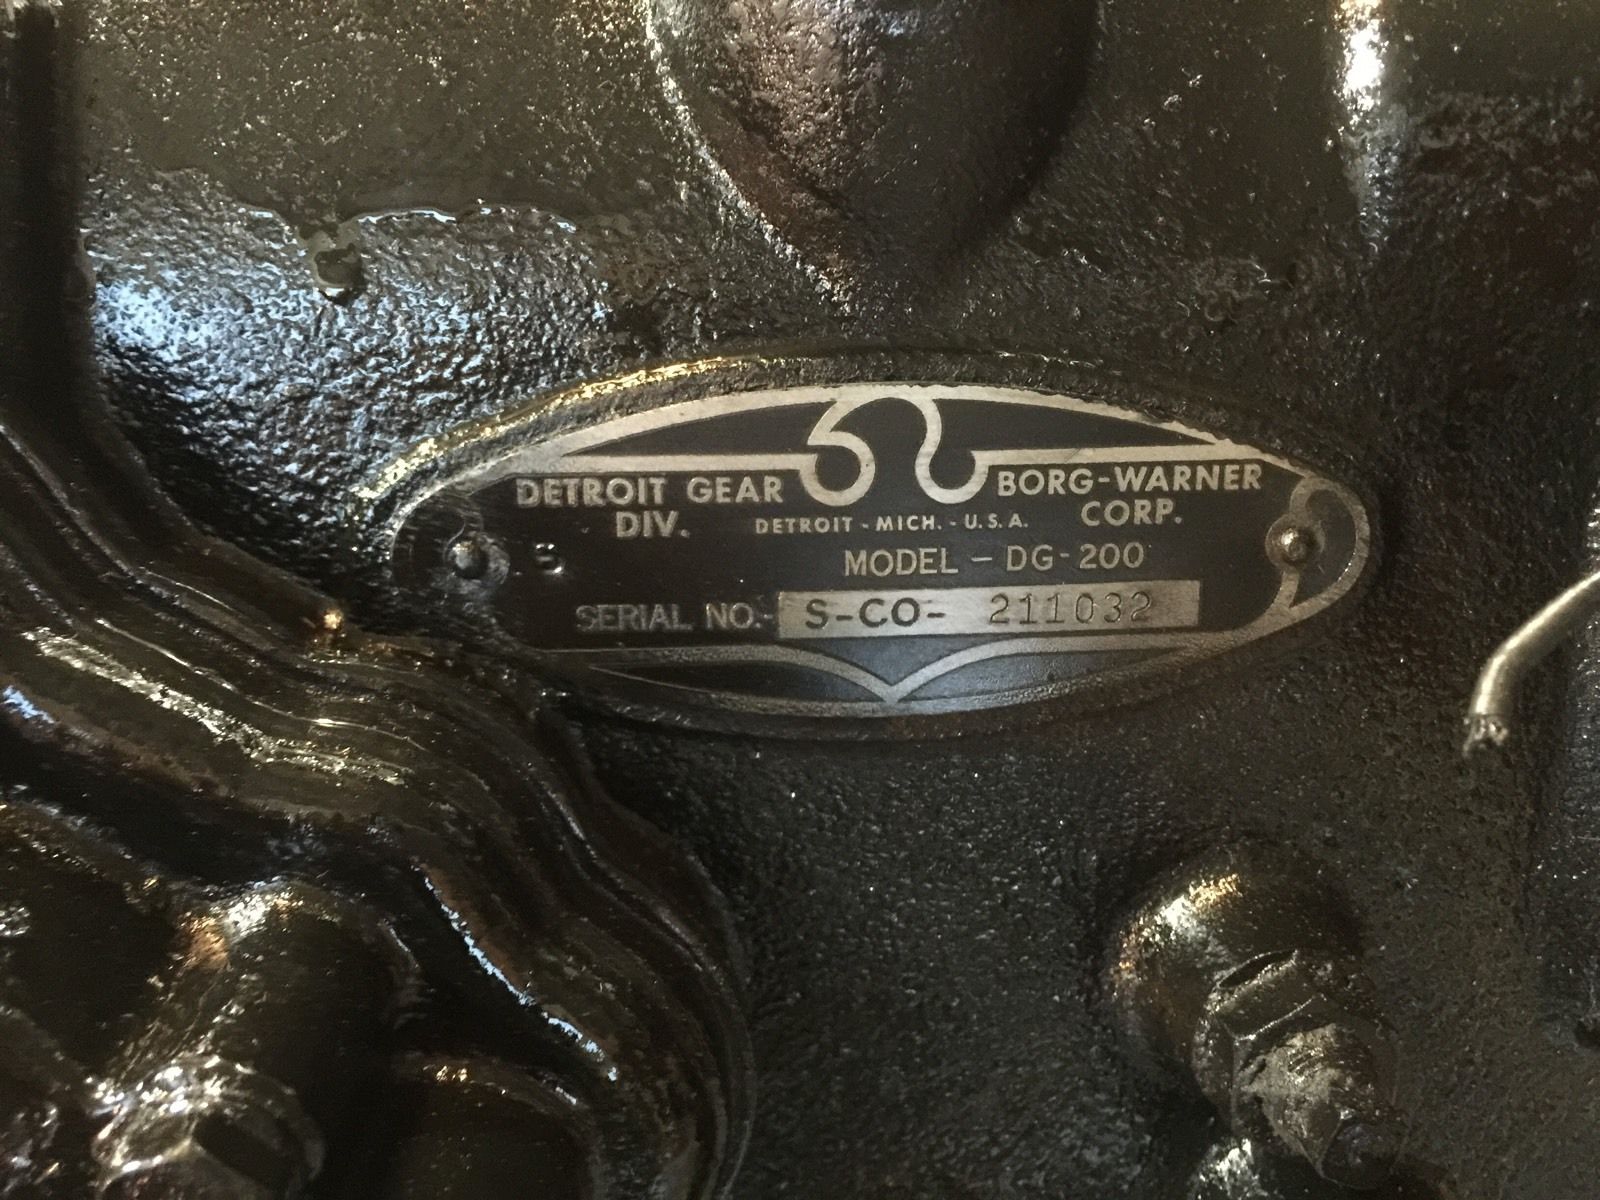 DETROIT GEAR DIV.
BORG-WARNER CORP.
DETROIT - MICH. - U.S.A.
S
MODEL - DG-200
SERIAL NO.- S-CO- 211032